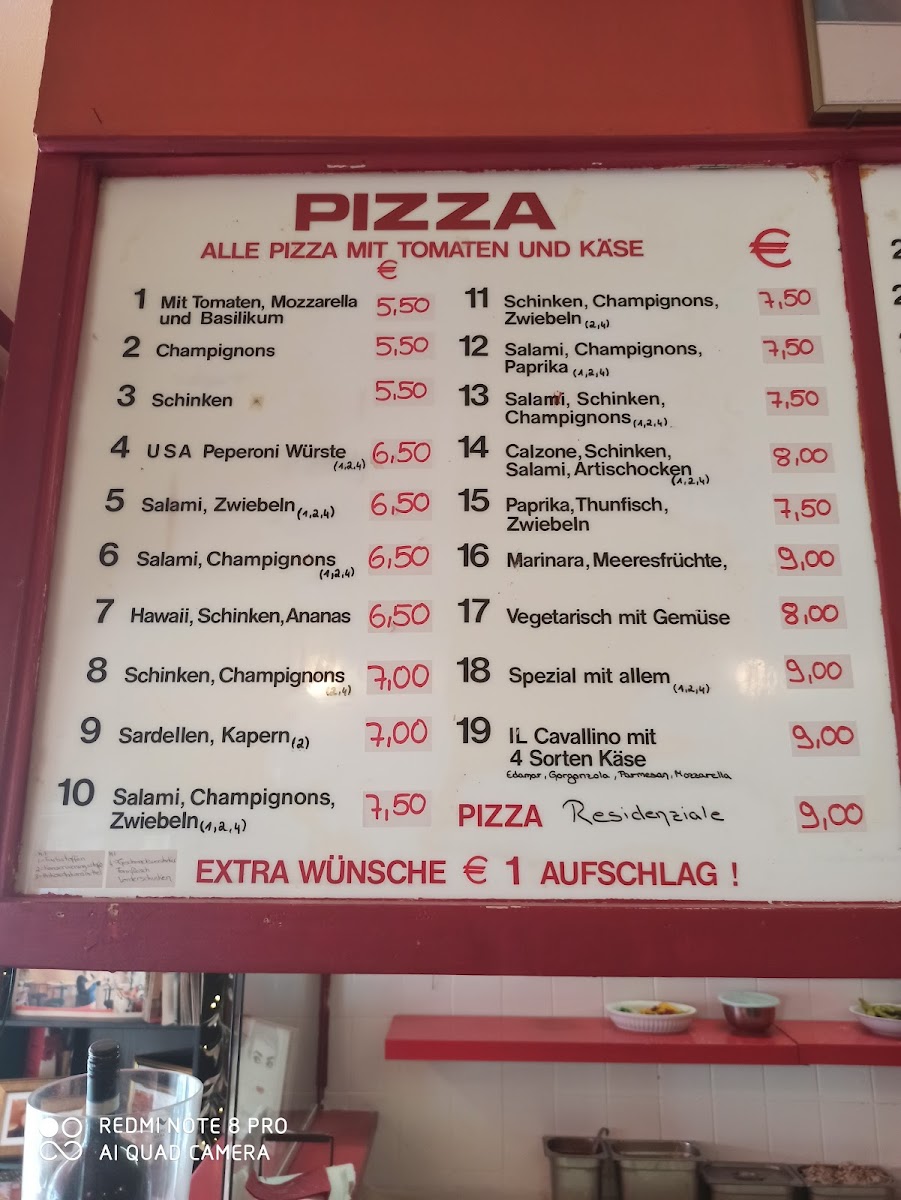 PIZZA
ALLE PIZZA MIT TOMATEN UND KÄSE
€
€
1 Mit Tomaten, Mozzarella
und Basilikum 5,50
2 Champignons 5,50
3 Schinken 5,50
4 USA Peperoni Würste (1,2,4) 6,50
5 Salami, Zwiebeln (1,2,4) 6,50
6 Salami, Champignons (1,2,4) 6,50
7 Hawaii, Schinken, Ananas 6,50
8 Schinken, Champignons (2,4) 7,00
9 Sardellen, Kapern (2) 7,00
10 Salami, Champignons,
Zwiebeln (1,2,4) 7,50
11 Schinken, Champignons,
Zwiebeln (2,4) 7,50
12 Salami, Champignons,
Paprika (1,2,4) 7,50
13 Salami, Schinken,
Champignons (1,2,4) 7,50
14 Calzone, Schinken,
Salami, Artischocken (1,2,4) 8,00
15 Paprika, Thunfisch,
Zwiebeln 7,50
16 Marinara, Meeresfrüchte, 9,00
17 Vegetarisch mit Gemüse 8,00
18 Spezial mit allem (1,2,4) 9,00
19 IL Cavallino mit
4 Sorten Käse 9,00
Edamar, Gorgonzola, Parmesan, Mozzarella
PIZZA Residenziale 9,00
EXTRA WÜNSCHE € 1 AUFSCHLAG !
REDMI NOTE 8 PRO
AI QUAD CAMERA